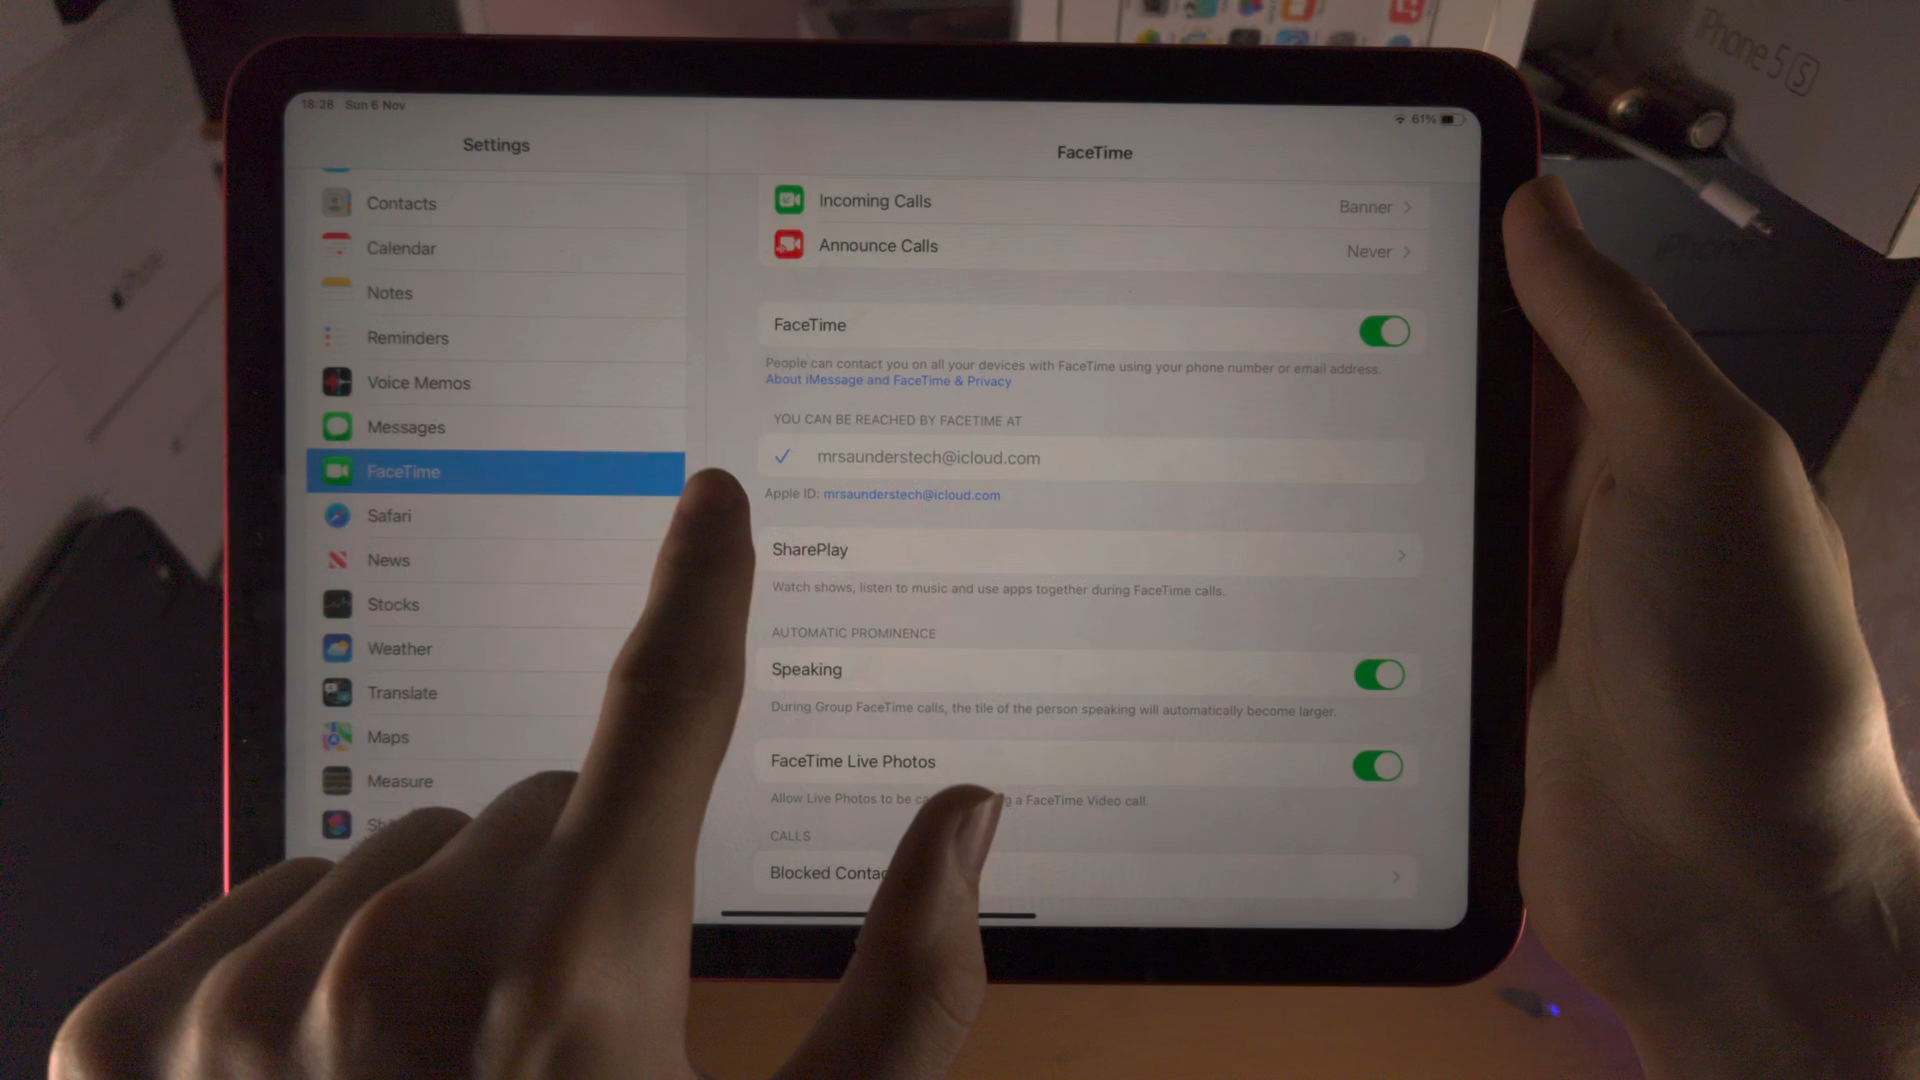 iPhone 5 S
iPhone
iPhone 5
18:28 Sun 6 Nov
61%
Settings
Contacts
Calendar
Notes
Reminders
Voice Memos
Messages
FaceTime
Safari
News
Stocks
Weather
Translate
Maps
Measure
FaceTime
Incoming Calls
Banner
Announce Calls
Never
FaceTime
People can contact you on all your devices with FaceTime using your phone number or email address.
About iMessage and FaceTime & Privacy
YOU CAN BE REACHED BY FACETIME AT
mrsaunderstech@icloud.com
Apple ID: mrsaunderstech@icloud.com
SharePlay
Watch shows, listen to music and use apps together during FaceTime calls.
AUTOMATIC PROMINENCE
Speaking
During Group FaceTime calls, the tile of the person speaking will automatically become larger.
FaceTime Live Photos
Allow Live Photos to be a FaceTime Video call.
CALLS
Blocked